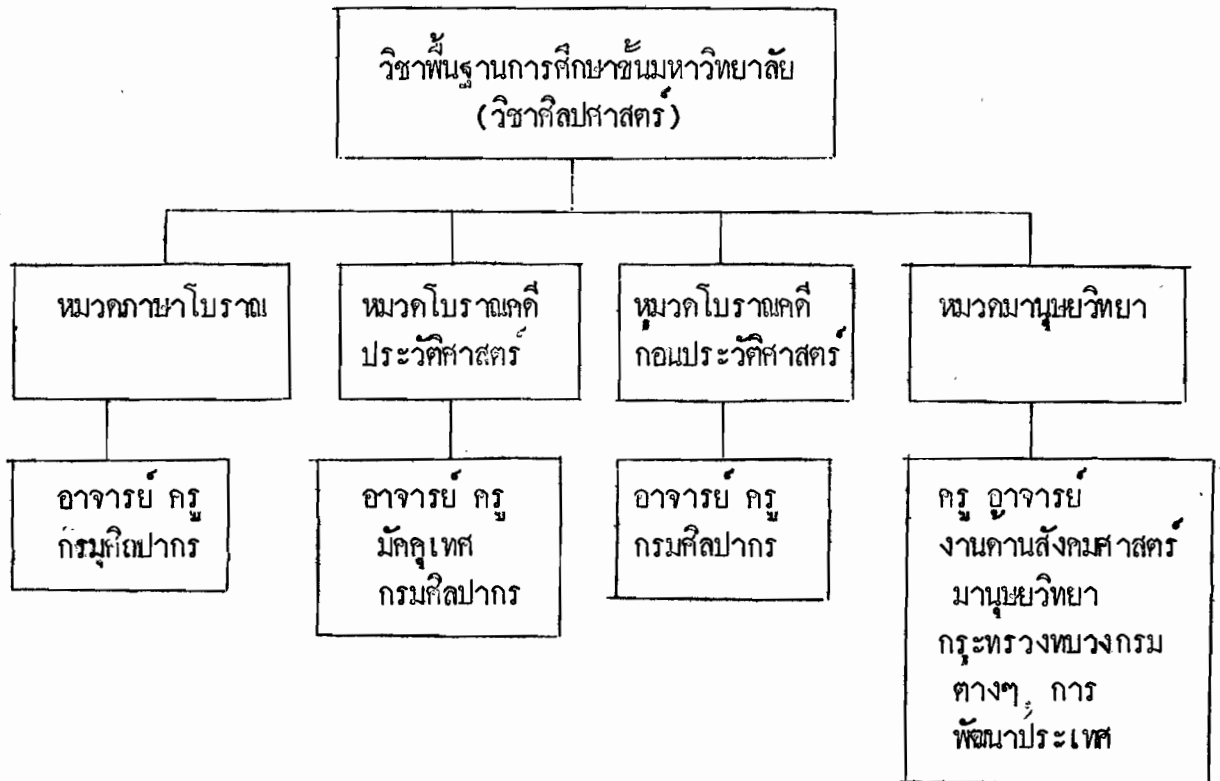 วิชาพื้นฐานการศึกษาขั้นมหาวิทยาลัย
(วิชาศิลปศาสตร์)
หมวดภาษาโบราณ
หมวดโบราณคดี
ประวัติศาสตร์
หมวดโบราณคดี
กอนประวัติศาสตร์
หมวดมานุษยวิทยา
อาจารย์ ครู
กรมศิลปากร
อาจารย์ ครู
มัคคุเทศ
กรมศิลปากร
อาจารย์ ครู
กรมศิลปากร
ครู อาจารย์
งานดานสังคมศาสตร์
มานุษยวิทยา
กระทรวงทบวงกรม
ตางๆ การ
พัฒนาประเทศ